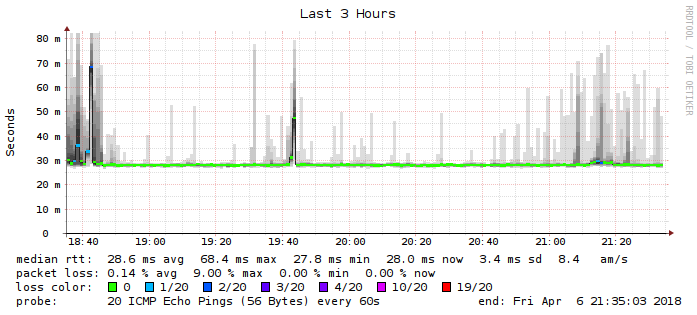 Last 3 Hours
RRDTOOL / TOBI OETIKER
Seconds
80 m
70 m
60 m
50 m
40 m
30 m
20 m
10 m
0
18:40 19:00 19:20 19:40 20:00 20:20 20:40 21:00 21:20
median rtt: 28.6 ms avg 68.4 ms max 27.8 ms min 28.0 ms now 3.4 ms sd 8.4 am/s
packet loss: 0.14 % avg 9.00 % max 0.00 % min 0.00 % now
loss color: 0 1/20 2/20 3/20 4/20 10/20 19/20
probe: 20 ICMP Echo Pings (56 Bytes) every 60s end: Fri Apr 6 21:35:03 2018